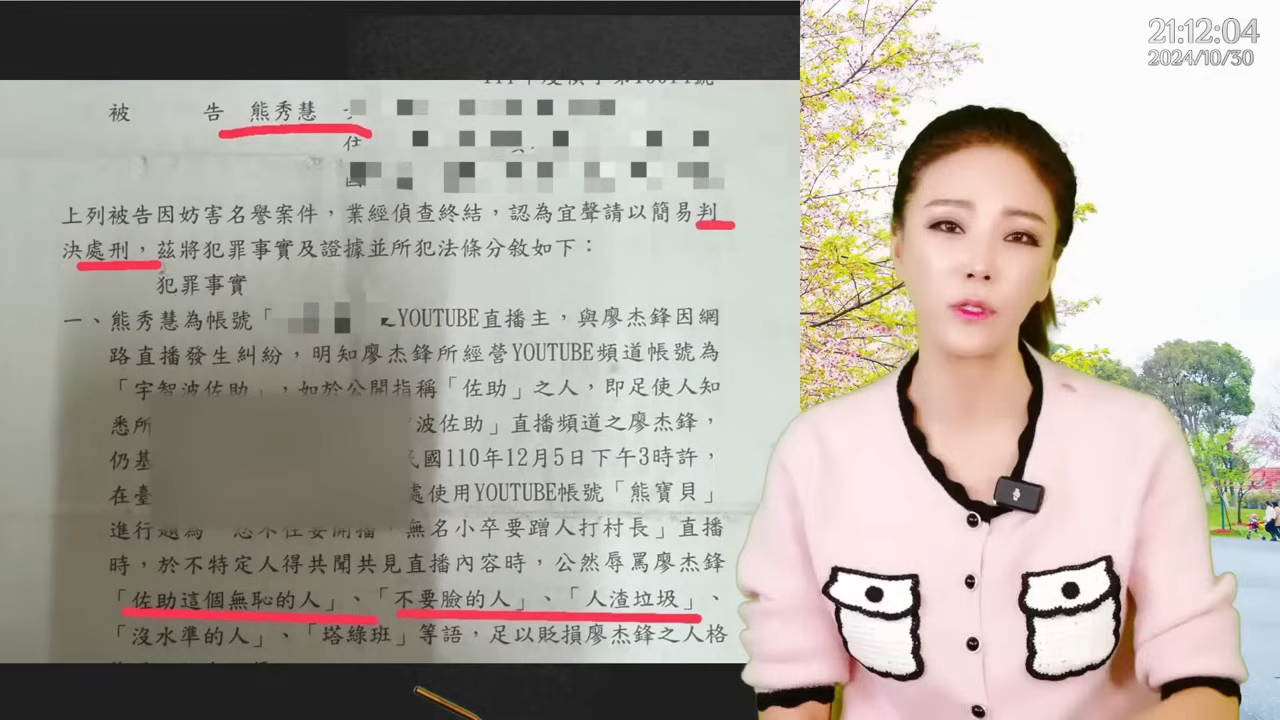 被 告 熊秀慧
上列被告因妨害名譽案件，業經偵查終結，認為宜聲請以簡易判
決處刑，茲將犯罪事實及證據並所犯法條分敘如下：
犯罪事實
一、熊秀慧為帳號「 YOUTUBE直播主，與廖杰鋒因網
路直播發生糾紛，明知廖杰鋒所經營YOUTUBE頻道帳號為
「宇智波佐助」，如於公開指稱「佐助」之人，即足使人知
悉所 波佐助」直播頻道之廖杰鋒，
仍基 民國110年12月5日下午3時許，
在臺 處使用YOUTUBE帳號「熊寶貝」
進行 無名小卒要蹭人打村長」直播
時，於不特定人得共聞共見直播內容時，公然辱罵廖杰鋒
「佐助這個無恥的人」、「不要臉的人」、「人渣垃圾」、
「沒水準的人」、「塔綠班」等語，足以貶損廖杰鋒之人格
21:12:04
2024/10/30